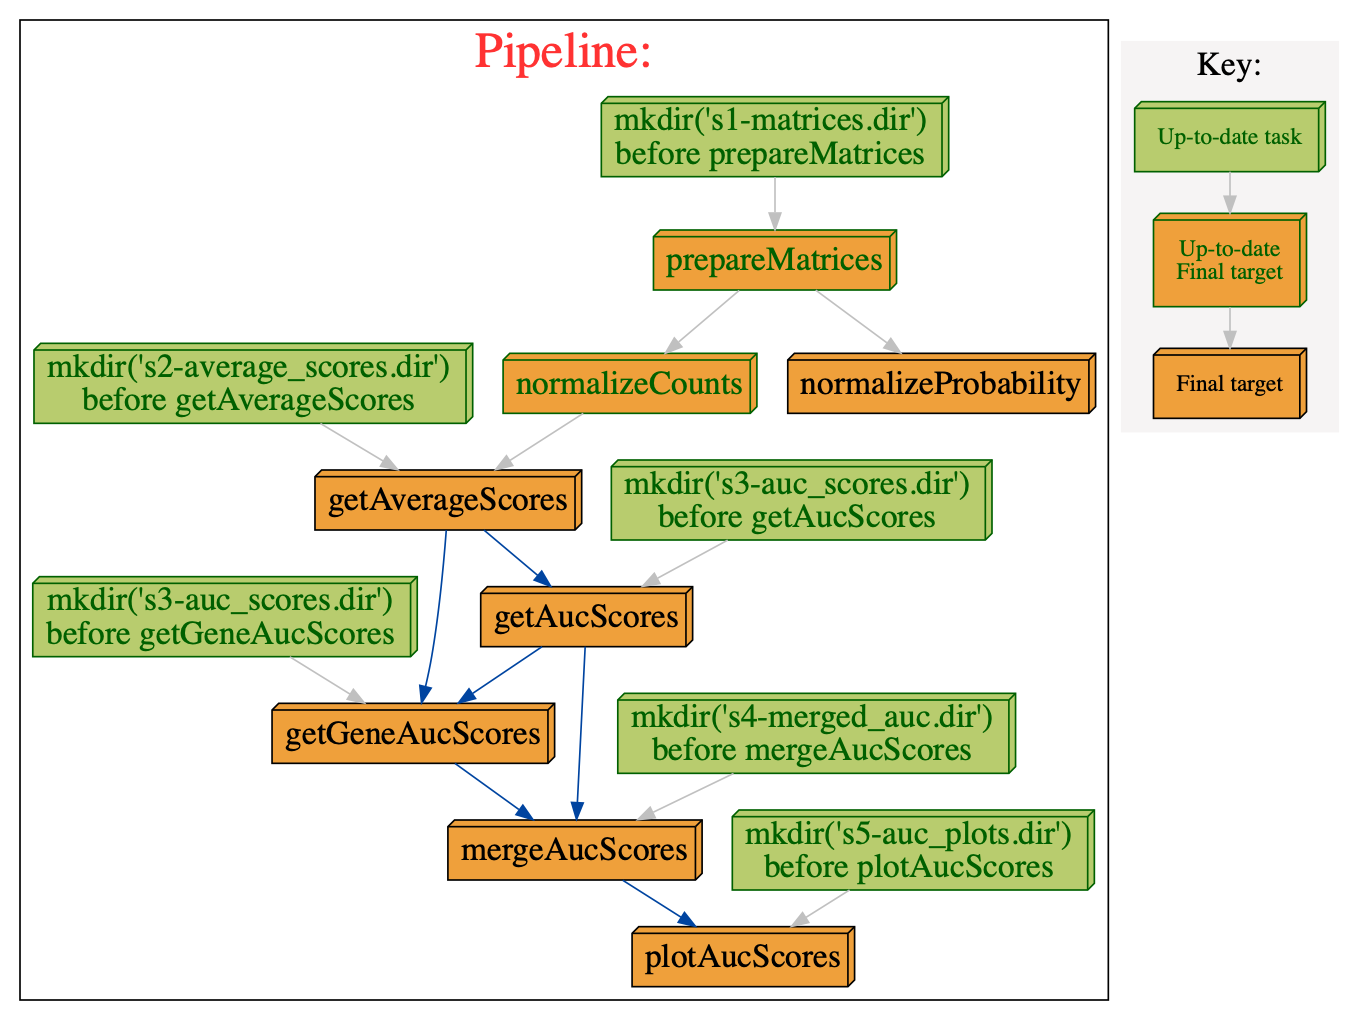 Pipeline:
mkdir('s1-matrices.dir')
before prepareMatrices
prepareMatrices
mkdir('s2-average_scores.dir')
before getAverageScores
normalizeCounts
normalizeProbability
getAverageScores
mkdir('s3-auc_scores.dir')
before getAucScores
mkdir('s3-auc_scores.dir')
before getGeneAucScores
getAucScores
getGeneAucScores
mkdir('s4-merged_auc.dir')
before mergeAucScores
mergeAucScores
mkdir('s5-auc_plots.dir')
before plotAucScores
plotAucScores
Key:
Up-to-date task
Up-to-date
Final target
Final target